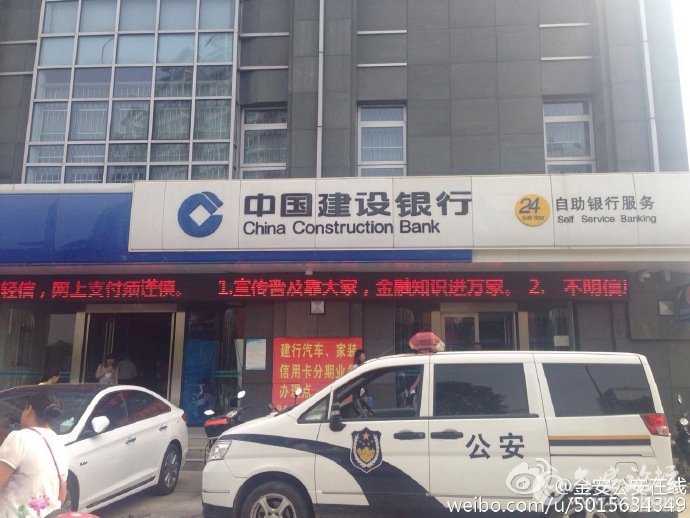 中国建设银行
China Construction Bank
24
自助银行服务
Self Service Banking
轻信，网上支付须谨慎。 1.宣传普及靠大家，金融知识进万家。 2. 不明信息
建行汽车、家装
信用卡分期业
办理点
公安
@金安公安在线
weibo.com/u/5015634349